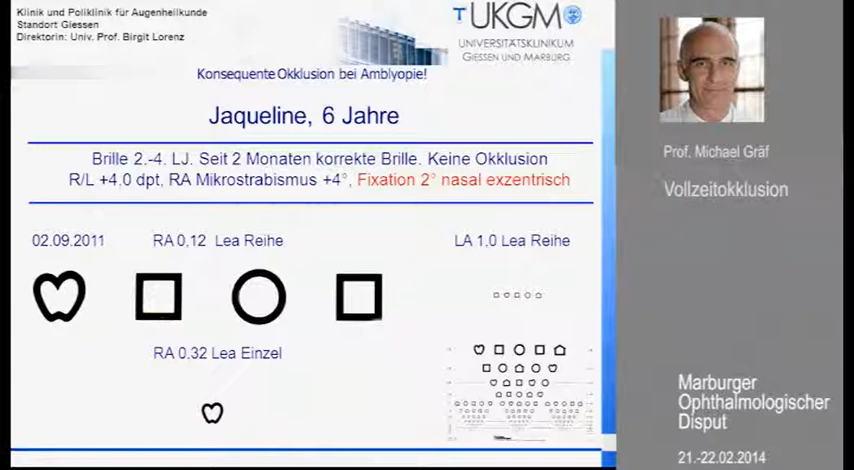 Klinik und Poliklinik für Augenheilkunde
Standort Giessen
Direktorin: Univ. Prof. Birgit Lorenz
UKGM
UNIVERSITÄTSKLINIKUM
GIESSEN UND MARBURG
Konsequente Okklusion bei Amblyopie!
Jaqueline, 6 Jahre
Brille 2.-4. LJ. Seit 2 Monaten korrekte Brille. Keine Okklusion
R/L +4,0 dpt, RA Mikrostrabismus +4°, Fixation 2° nasal exzentrisch
02.09.2011 RA 0,12 Lea Reihe LA 1,0 Lea Reihe
RA 0,32 Lea Einzel
Prof. Michael Gräf
Vollzeitokklusion
Marburger
Ophthalmologischer
Disput
21.-22.02.2014